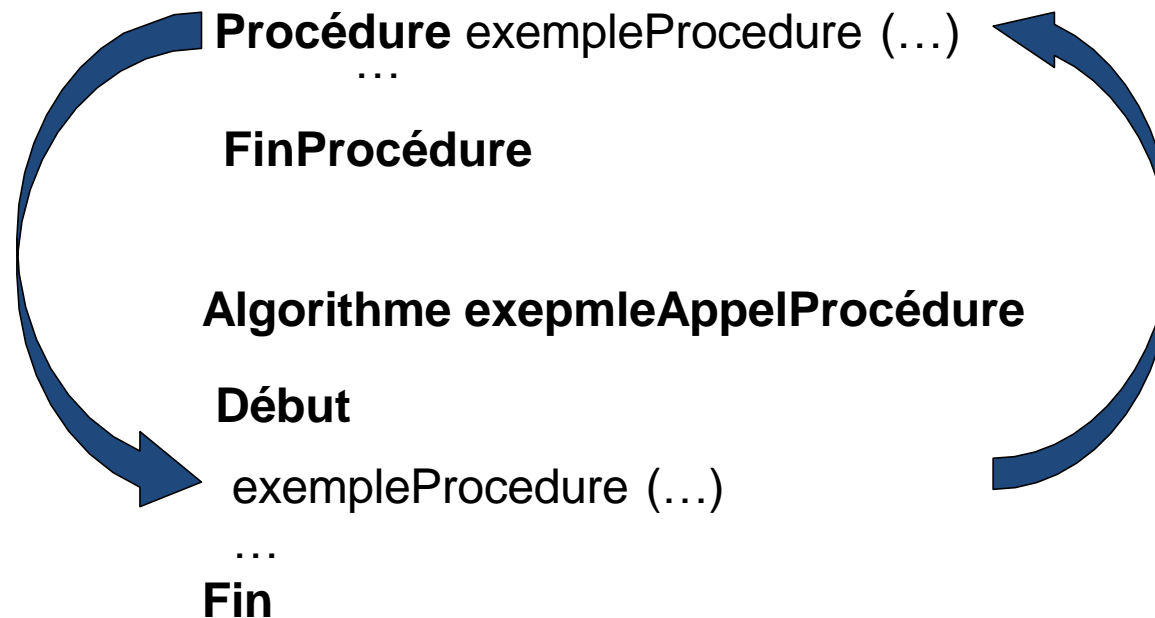 Procédure exempleProcedure (…)
…
FinProcédure
Algorithme exepmleAppelProcédure
Début
exempleProcedure (…)
…
Fin